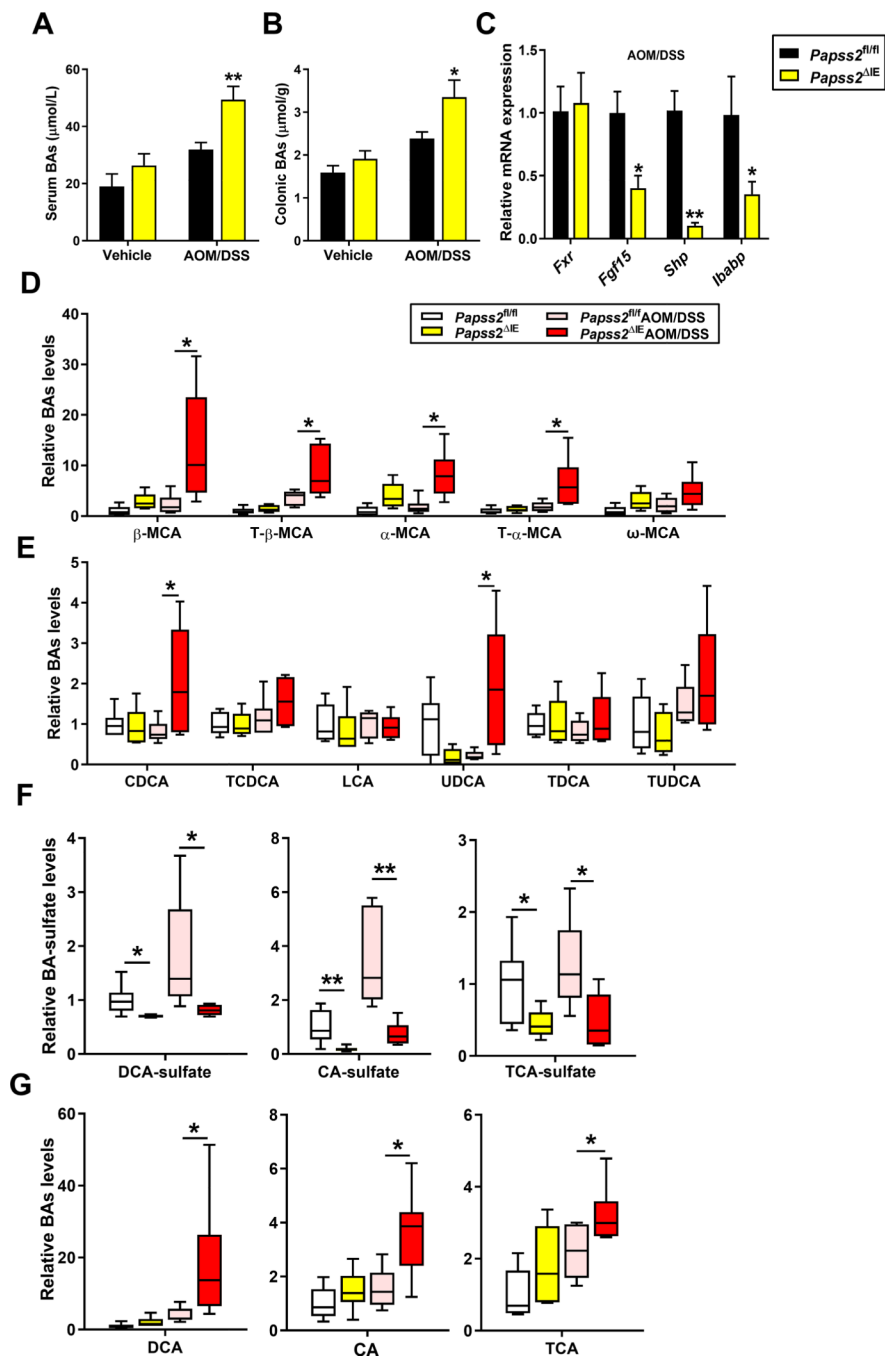 A
Serum BAs (μmol/L)
60
40
20
0
**
Vehicle
AOM/DSS
B
Colonic BAs (μmol/g)
4
3
2
1
0
*
Vehicle
AOM/DSS
C
Relative mRNA expression
AOM/DSS
1.5
1.0
0.5
0.0
*
**
*
Fxr
Fgf15
Shp
Ibabp
Papss2fl/fl
Papss2ΔIE
D
Relative BAs levels
Papss2fl/fl
Papss2fl/f AOM/DSS
Papss2ΔIE
Papss2ΔIE AOM/DSS
40
30
20
10
0
*
*
*
*
β-MCA
T-β-MCA
α-MCA
T-α-MCA
ω-MCA
E
Relative BAs levels
5
4
3
2
1
0
*
*
CDCA
TCDCA
LCA
UDCA
TDCA
TUDCA
F
Relative BA-sulfate levels
4
3
2
1
0
*
*
DCA-sulfate
8
6
4
2
0
**
**
CA-sulfate
3
2
1
0
*
*
TCA-sulfate
G
Relative BAs levels
60
40
20
0
*
DCA
8
6
4
2
0
*
CA
6
4
2
0
*
TCA